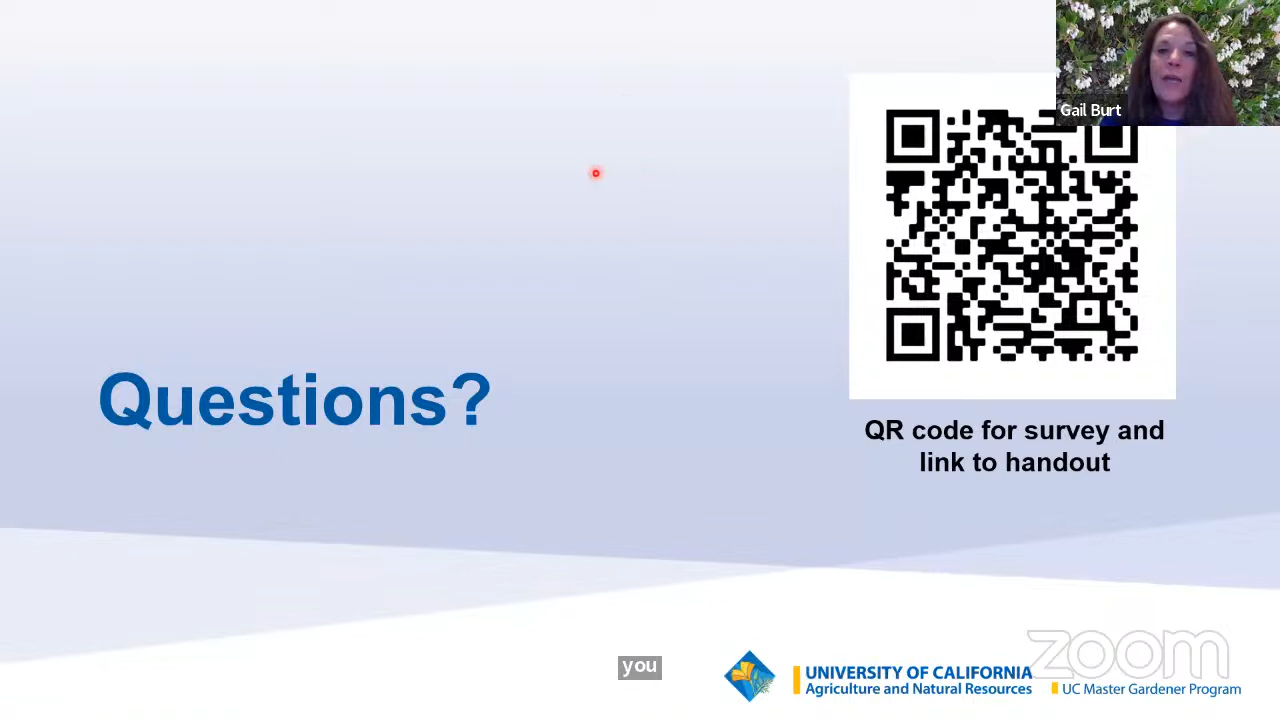 Gail Burt
Questions?
QR code for survey and
link to handout
you
zoom
UNIVERSITY OF CALIFORNIA
Agriculture and Natural Resources
UC Master Gardener Program